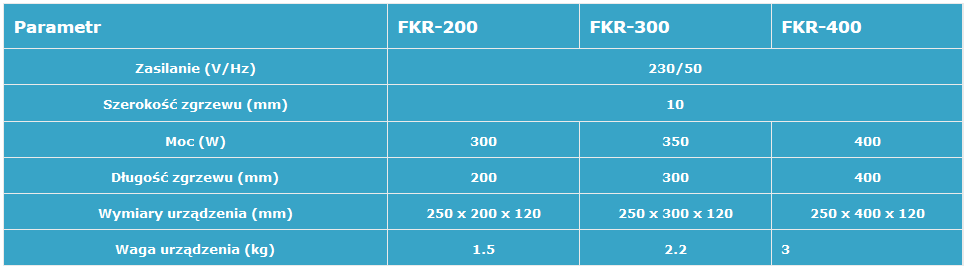 Parametr FKR-200 FKR-300 FKR-400
Zasilanie (V/Hz) 230/50
Szerokość zgrzewu (mm) 10
Moc (W) 300 350 400
Długość zgrzewu (mm) 200 300 400
Wymiary urządzenia (mm) 250 x 200 x 120 250 x 300 x 120 250 x 400 x 120
Waga urządzenia (kg) 1.5 2.2 3